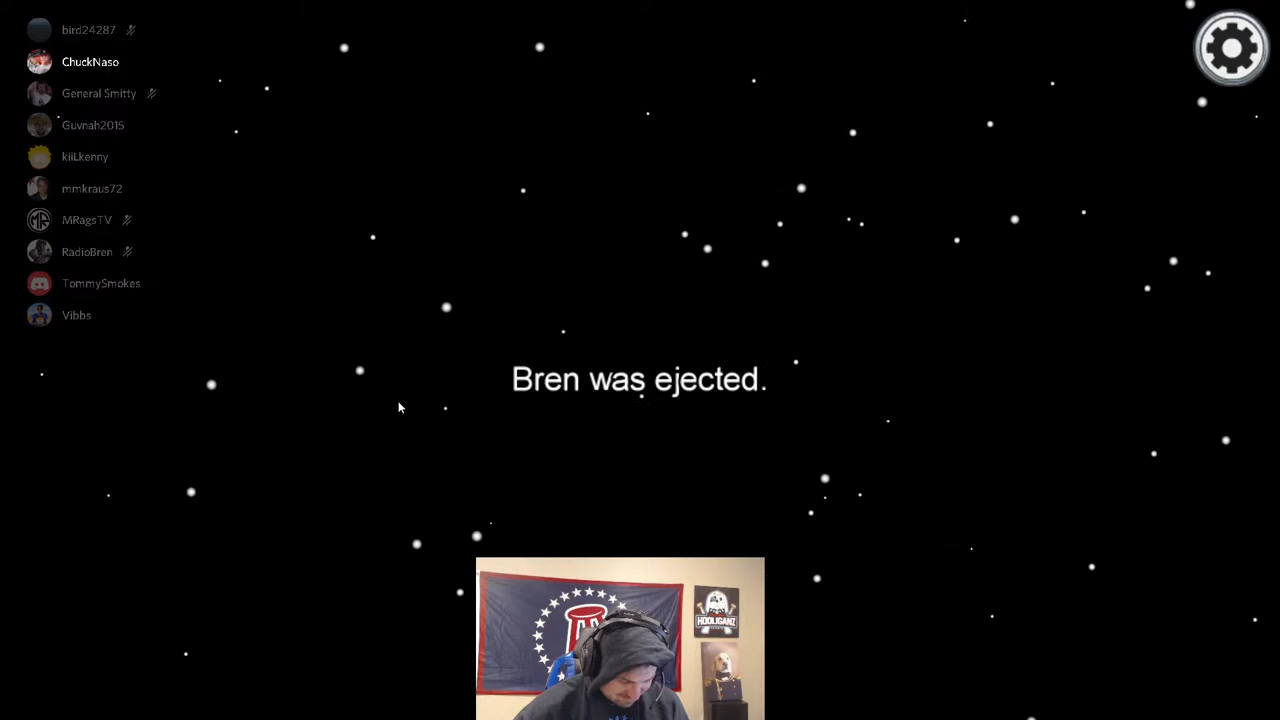 bird24287
ChuckNaso
General Smitty
Guvnah2015
kiiLkenny
mmkraus72
MRagsTV
RadioBren
TommySmokes
Vibbs
Bren was ejected.
HOOLIGANZ